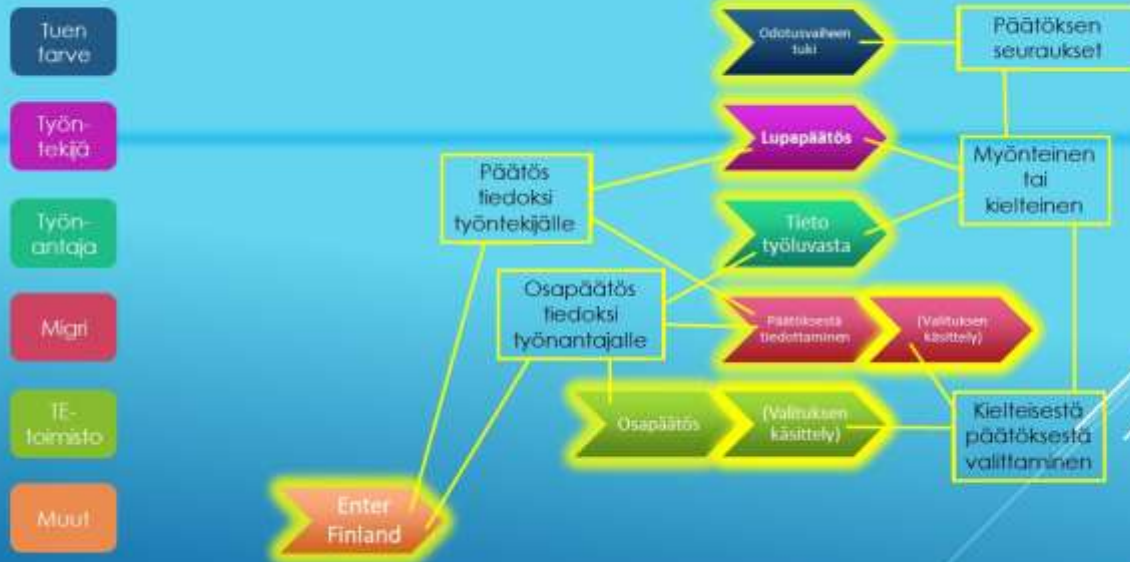 Tuen
tarve
Odotusvaiheen
tuki
Päätöksen
seuraukset
Työn-
tekijä
Lupapäätös
Myönteinen
tai
kielteinen
Päätös
tiedoksi
työntekijälle
Työn-
antaja
Tieto
työluvasta
Osapäätös
tiedoksi
työnantajalle
Migri
Päätöksestä
tiedottaminen
(Valituksen
käsittely)
TE-
toimisto
Osapäätös
(Valituksen
käsittely)
Kielteisestä
päätöksestä
valittaminen
Muut
Enter
Finland